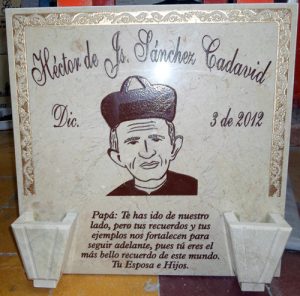 Héctor de Js. Sánchez Cadavid
Dic. 3 de 2012
Papá: Te has ido de nuestro
lado, pero tus recuerdos y tus
ejemplos nos fortalecen para
seguir adelante, pues tú eres el
más bello recuerdo de este mundo.
Tu Esposa e Hijos.